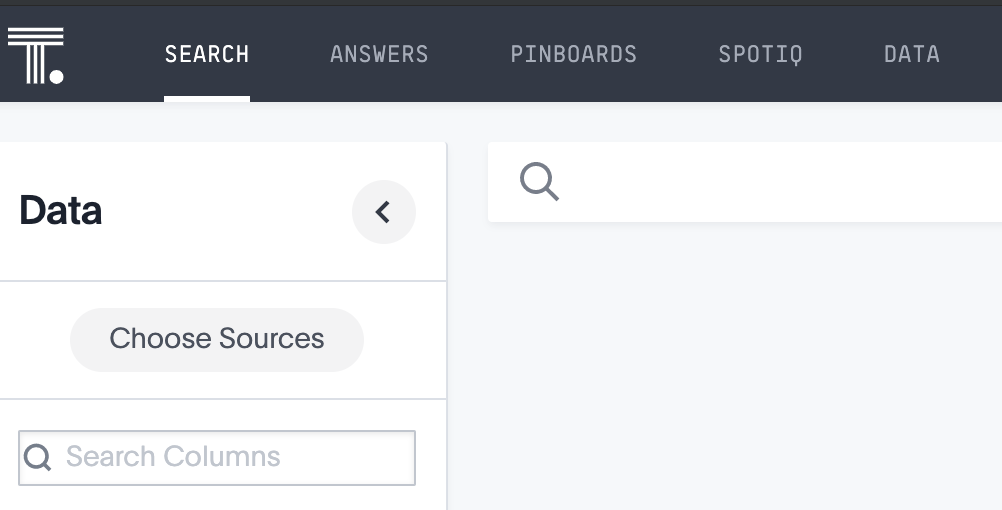 T.
SEARCH ANSWERS PINBOARDS SPOTIQ DATA
Data
Choose Sources
Search Columns